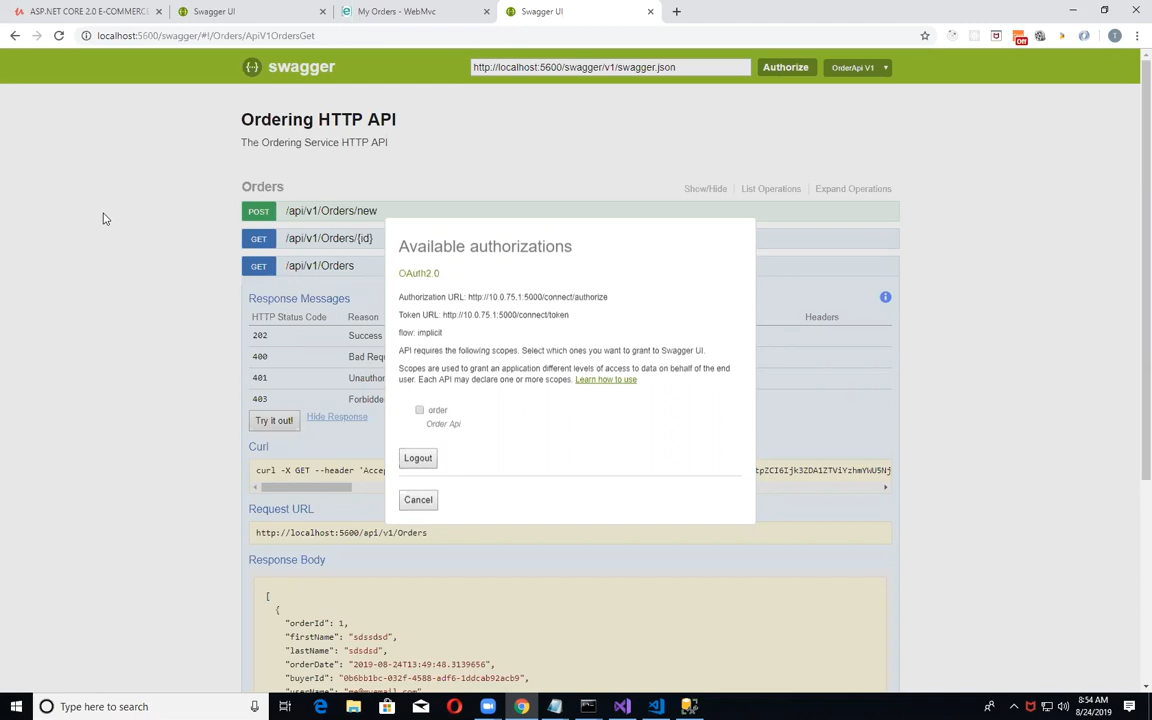 ASP.NET CORE 2.0 E-COMMERCE
Swagger UI
My Orders - WebMvc
Swagger UI
localhost:5600/swagger/#!/Orders/ApiV1OrdersGet
Off
T
swagger
http://localhost:5600/swagger/v1/swagger.json
Authorize
OrderApi V1
Ordering HTTP API
The Ordering Service HTTP API
Orders
Show/Hide
List Operations
Expand Operations
POST /api/v1/Orders/new
GET /api/v1/Orders/{id}
GET /api/v1/Orders
Response Messages
HTTP Status Code Reason Headers
202 Success
400 Bad Req
401 Unauthor
403 Forbidde
Try it out! Hide Response
Curl
curl -X GET --header 'Acce
Request URL
http://localhost:5600/api/v1/Orders
Response Body
[
{
"orderId": 1,
"firstName": "sdssdsd",
"lastName": "sdsdsd",
"orderDate": "2019-08-24T13:49:48.3139656",
"buyerId": "0b6bb1bc-032f-4588-adf6-1ddcab92acb9",
"userName": "me@myemail.com"
Available authorizations
OAuth2.0
Authorization URL: http://10.0.75.1:5000/connect/authorize
Token URL: http://10.0.75.1:5000/connect/token
flow: implicit
API requires the following scopes. Select which ones you want to grant to Swagger UI.
Scopes are used to grant an application different levels of access to data on behalf of the end
user. Each API may declare one or more scopes. Learn how to use
order
Order Api
Logout
Cancel
Type here to search
8:54 AM
8/24/2019